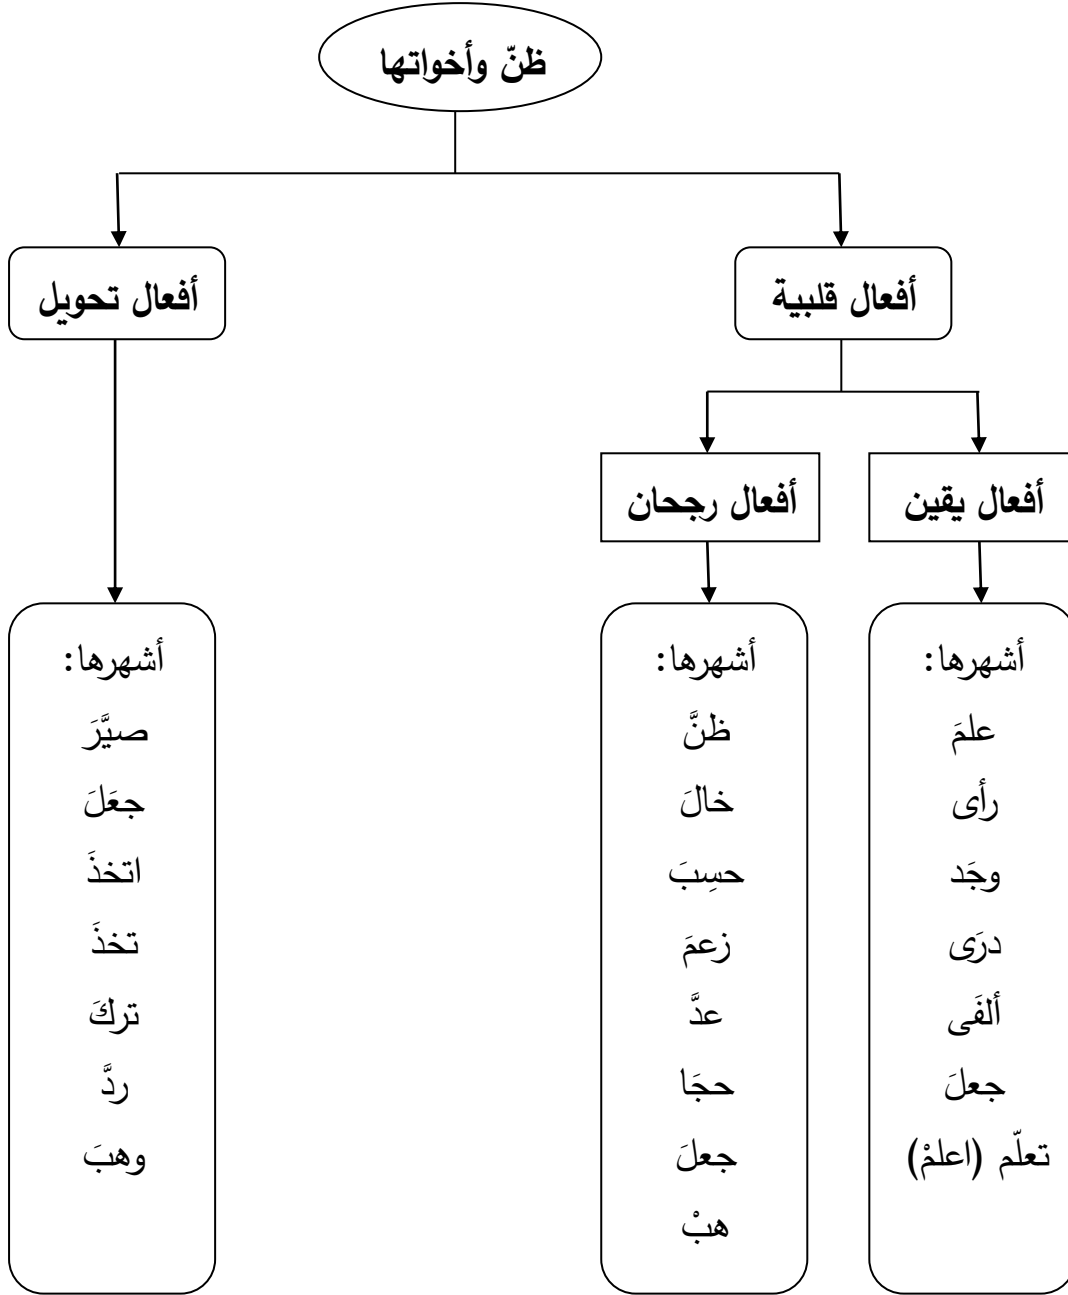 ظنّ وأخواتها
أفعال قلبية
أفعال تحويل
أفعال يقين
أفعال رجحان
أشهرها:
علمَ
رأى
وجَد
درَى
ألفَى
جعلَ
تعلّم (اعلمْ)
أشهرها:
ظنَّ
خالَ
حسِبَ
زعمَ
عدَّ
حجَا
جعلَ
هبْ
أشهرها:
صيَّرَ
جعَلَ
اتخذَ
تخذَ
تركَ
ردَّ
وهبَ